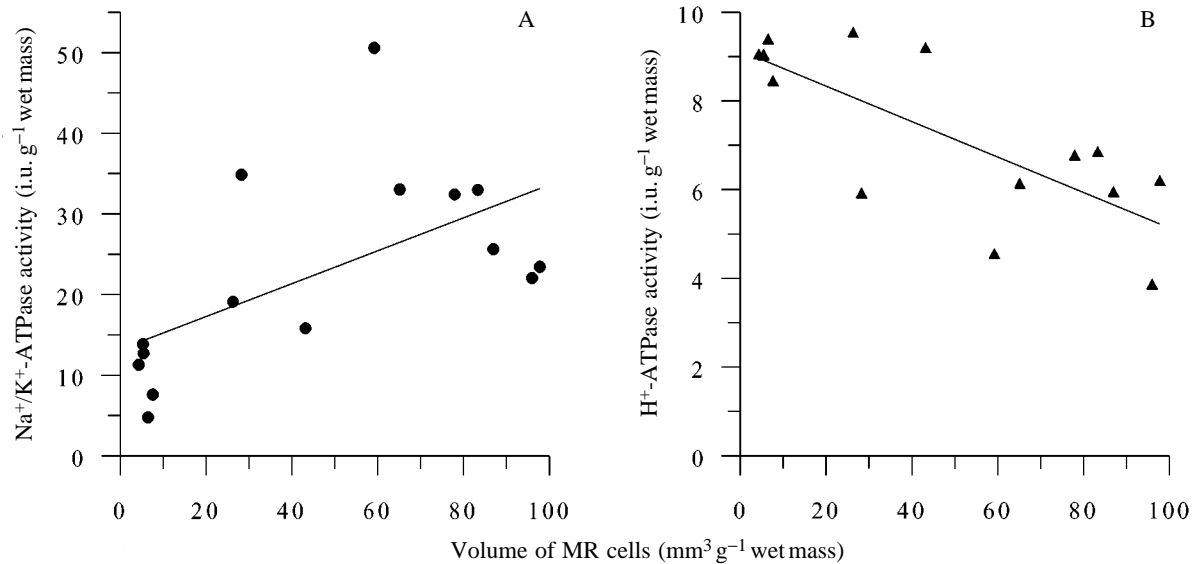 A
Na⁺/K⁺-ATPase activity (i.u. g⁻¹ wet mass)
50
40
30
20
10
0
0 20 40 60 80 100
B
H⁺-ATPase activity (i.u. g⁻¹ wet mass)
10
8
6
4
2
0
0 20 40 60 80 100
Volume of MR cells (mm³ g⁻¹ wet mass)